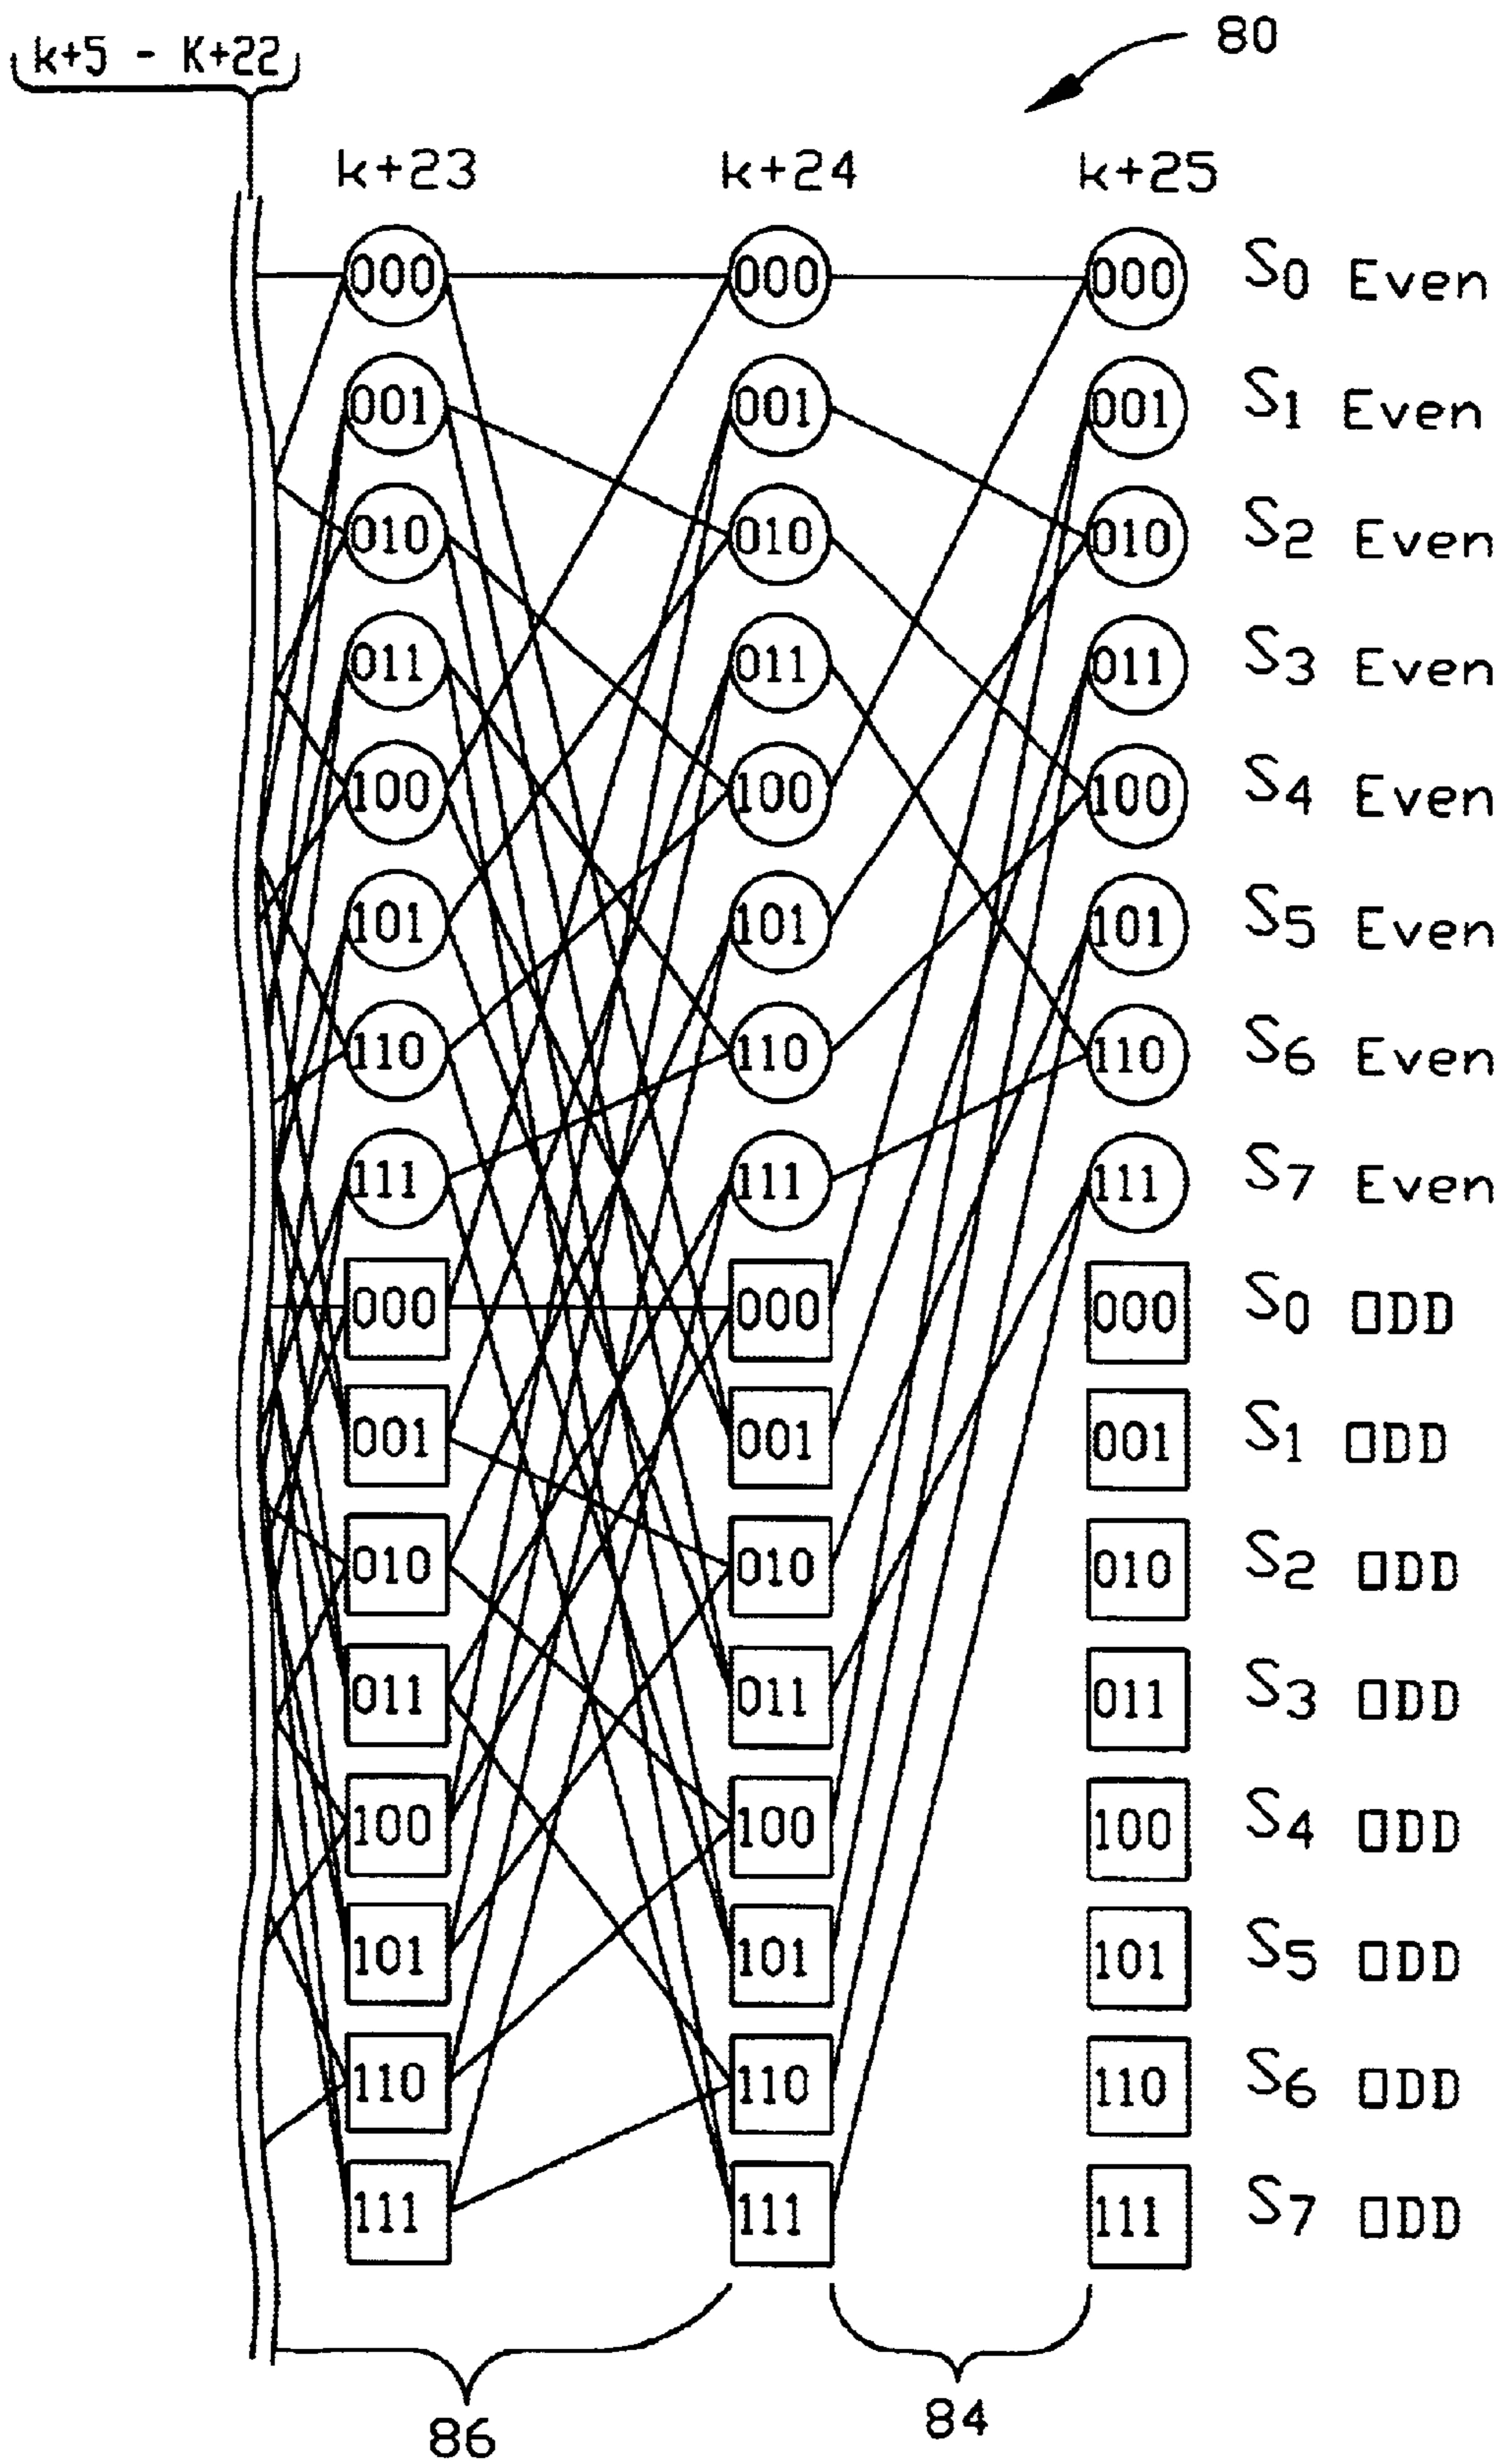 80
k+5 - K+22
k+23 k+24 k+25
000 000 000 S0 Even
001 001 001 S1 Even
010 010 010 S2 Even
011 011 011 S3 Even
100 100 100 S4 Even
101 101 101 S5 Even
110 110 110 S6 Even
111 111 111 S7 Even
000 000 000 S0 ODD
001 001 001 S1 ODD
010 010 010 S2 ODD
011 011 011 S3 ODD
100 100 100 S4 ODD
101 101 101 S5 ODD
110 110 110 S6 ODD
111 111 111 S7 ODD
86 84